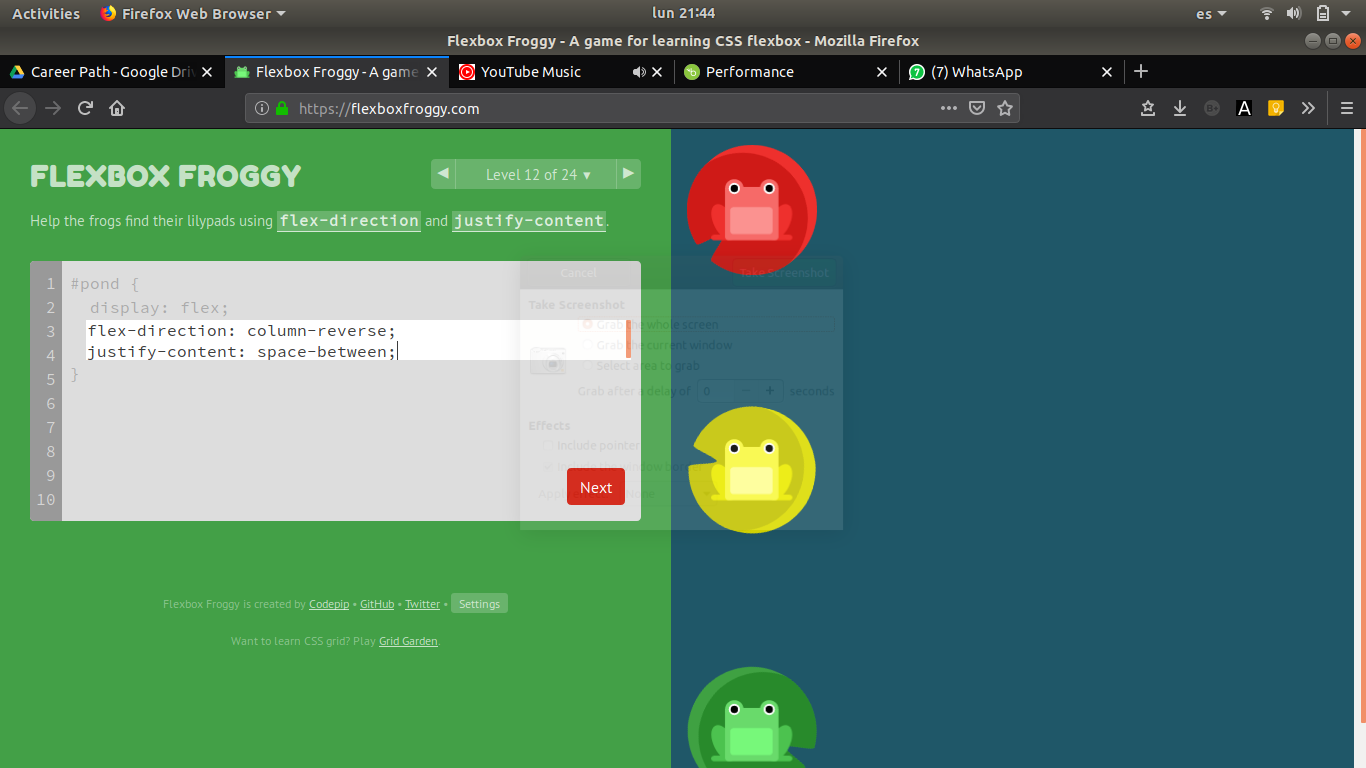 Activities Firefox Web Browser lun 21:44 es
Flexbox Froggy - A game for learning CSS flexbox - Mozilla Firefox
Career Path - Google Dri Flexbox Froggy - A game YouTube Music Performance (7) WhatsApp
https://flexboxfroggy.com
FLEXBOX FROGGY
Level 12 of 24
Help the frogs find their lilypads using flex-direction and justify-content.
1 #pond {
2 display: flex;
3 flex-direction: column-reverse;
4 justify-content: space-between;
5 }
6
7
8
9
10
Next
Cancel Take Screenshot
Take Screenshot
Grab the whole screen
Grab the current window
Select area to grab
Grab after a delay of 0 - + seconds
Effects
Include pointer
Flexbox Froggy is created by Codepip • GitHub • Twitter • Settings
Want to learn CSS grid? Play Grid Garden.